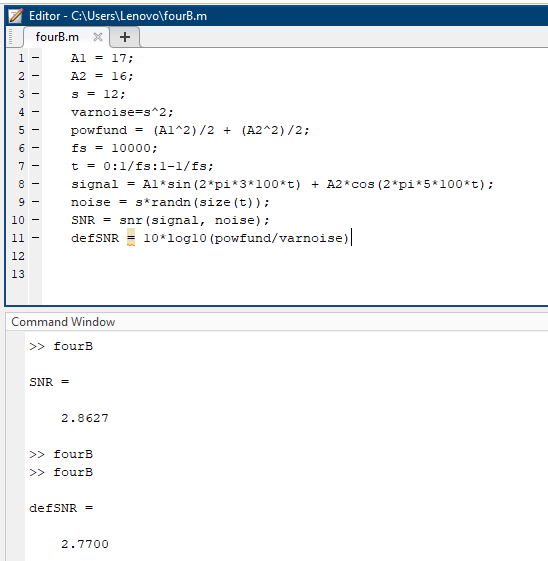 Editor - C:\Users\Lenovo\fourB.m
fourB.m × +
1 - A1 = 17;
2 - A2 = 16;
3 - s = 12;
4 - varnoise=s^2;
5 - powfund = (A1^2)/2 + (A2^2)/2;
6 - fs = 10000;
7 - t = 0:1/fs:1-1/fs;
8 - signal = A1*sin(2*pi*3*100*t) + A2*cos(2*pi*5*100*t);
9 - noise = s*randn(size(t));
10 - SNR = snr(signal, noise);
11 - defSNR = 10*log10(powfund/varnoise)
12
13
Command Window
>> fourB
SNR =
2.8627
>> fourB
>> fourB
defSNR =
2.7700